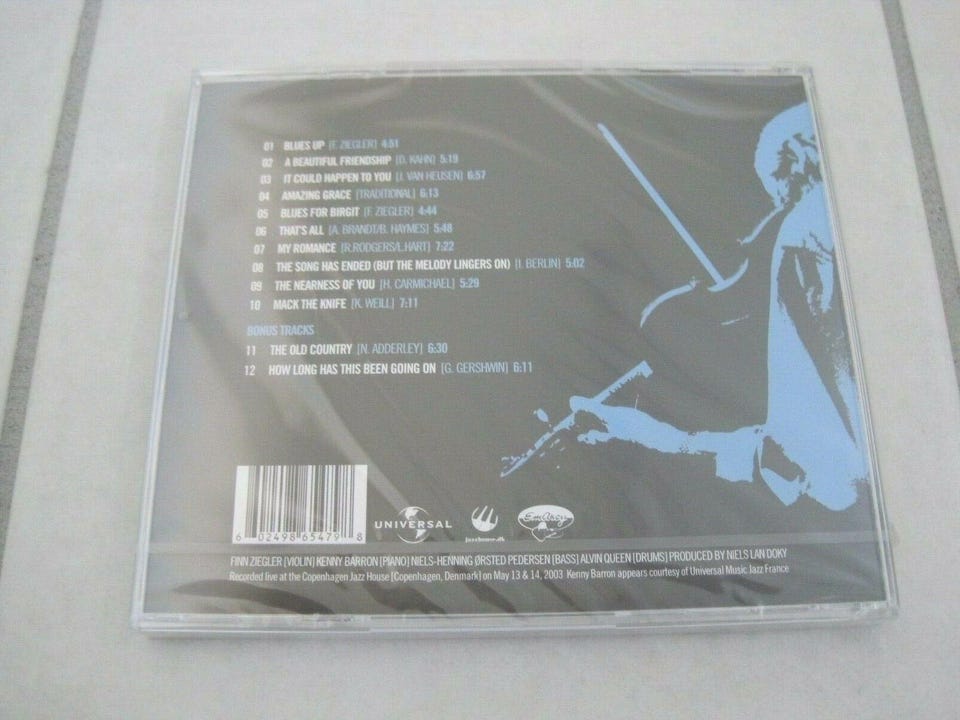 01 BLUES UP [F. ZIEGLER] 4:51
02 A BEAUTIFUL FRIENDSHIP [D. KAHN] 5:19
03 IT COULD HAPPEN TO YOU [J. VAN HEUSEN] 6:57
04 AMAZING GRACE [TRADITIONAL] 6:13
05 BLUES FOR BIRGIT [F. ZIEGLER] 4:44
06 THAT'S ALL [A. BRANDT/B. HAYMES] 5:48
07 MY ROMANCE [R.RODGERS/L.HART] 7:22
08 THE SONG HAS ENDED (BUT THE MELODY LINGERS ON) [I. BERLIN] 5:02
09 THE NEARNESS OF YOU [H. CARMICHAEL] 5:29
10 MACK THE KNIFE [K. WEILL] 7:11
BONUS TRACKS
11 THE OLD COUNTRY [N. ADDERLEY] 6:30
12 HOW LONG HAS THIS BEEN GOING ON [G. GERSHWIN] 6:11
6 02498 65479 8
UNIVERSAL
jazzhouse.dk
EmArcy
FINN ZIEGLER [VIOLIN] KENNY BARRON [PIANO] NIELS-HENNING ØRSTED PEDERSEN [BASS] ALVIN QUEEN [DRUMS] PRODUCED BY NIELS LAN DOKY
Recorded live at the Copenhagen Jazz House [Copenhagen, Denmark] on May 13 & 14, 2003 Kenny Barron appears courtesy of Universal Music Jazz France